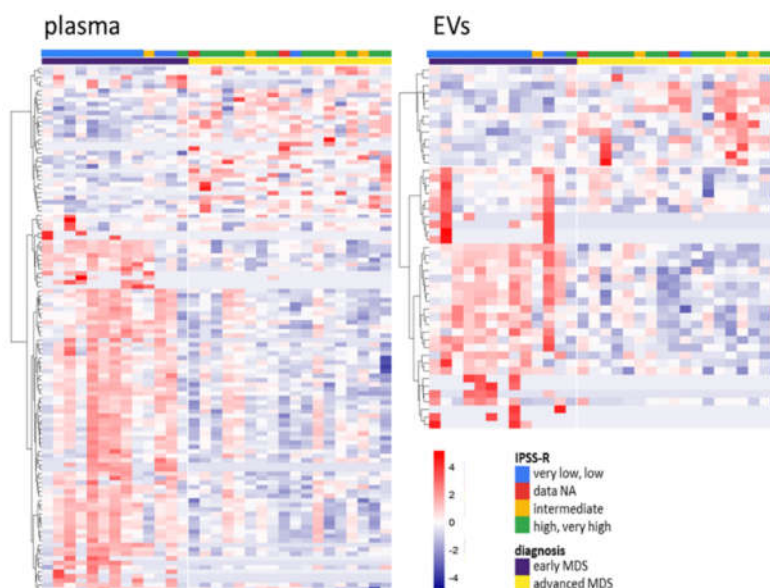 plasma
EVs
4
2
0
-2
-4
IPSS-R
very low, low
data NA
intermediate
high, very high
diagnosis
early MDS
advanced MDS